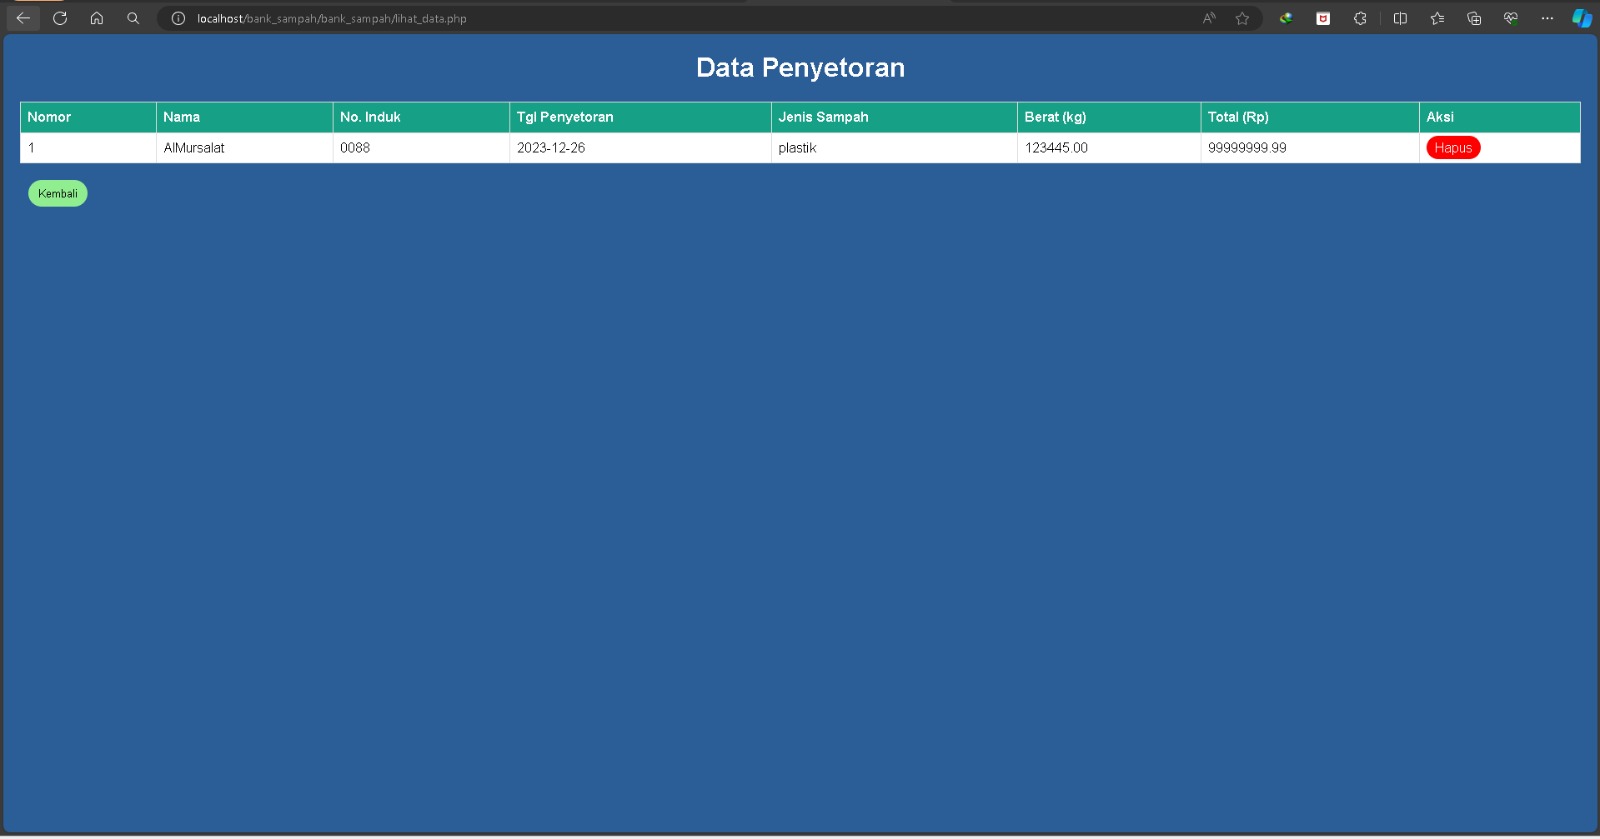 localhost/bank_sampah/bank_sampah/lihat_data.php
Data Penyetoran
Nomor Nama No. Induk Tgl Penyetoran Jenis Sampah Berat (kg) Total (Rp) Aksi
1 AlMursalat 0088 2023-12-26 plastik 123445.00 99999999.99 Hapus
Kembali